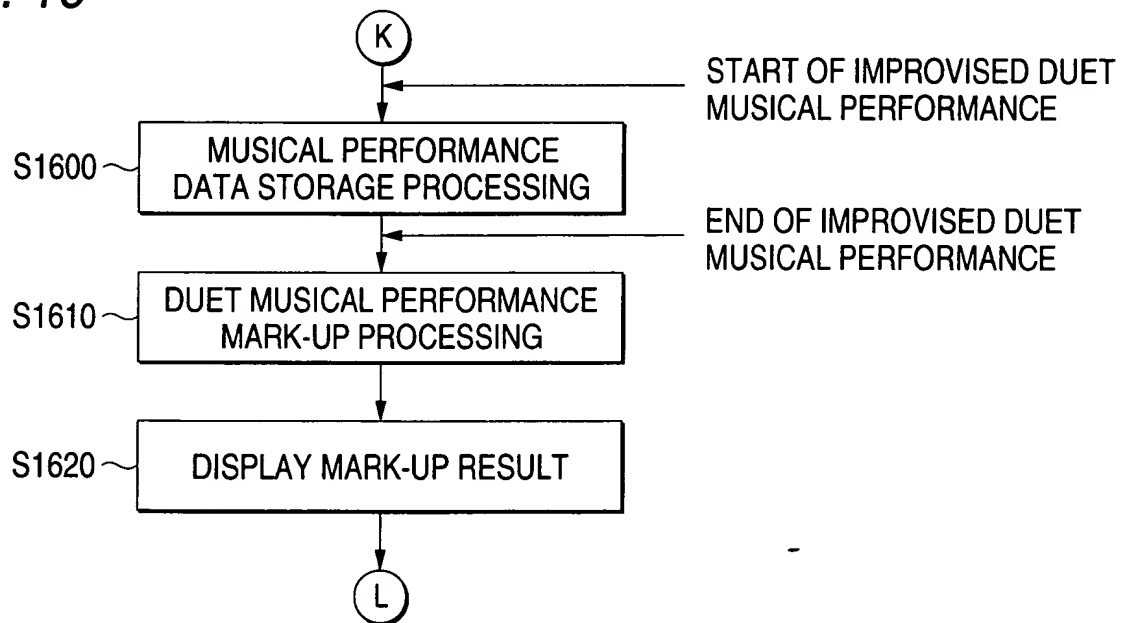 K
START OF IMPROVISED DUET
MUSICAL PERFORMANCE
S1600
MUSICAL PERFORMANCE
DATA STORAGE PROCESSING
END OF IMPROVISED DUET
MUSICAL PERFORMANCE
S1610
DUET MUSICAL PERFORMANCE
MARK-UP PROCESSING
S1620
DISPLAY MARK-UP RESULT
L